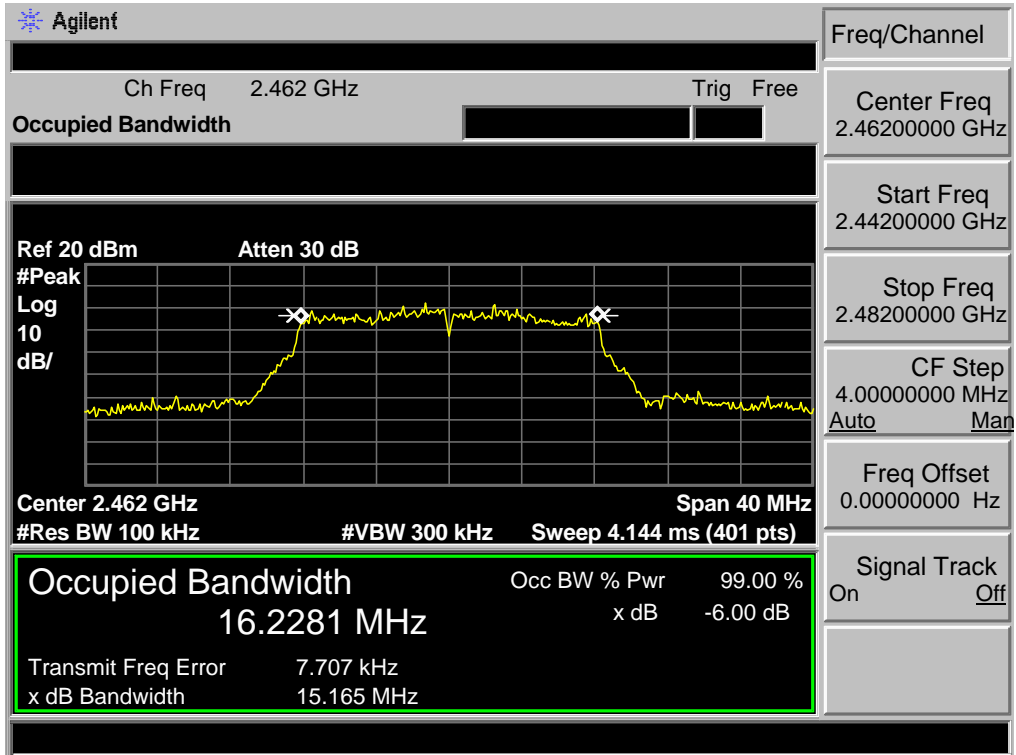 Agilent
Freq/Channel
Ch Freq 2.462 GHz Trig Free
Occupied Bandwidth
Center Freq
2.46200000 GHz
Start Freq
2.44200000 GHz
Stop Freq
2.48200000 GHz
CF Step
4.00000000 MHz
Auto Man
Freq Offset
0.00000000 Hz
Signal Track
On Off
Ref 20 dBm Atten 30 dB
#Peak
Log
10
dB/
Center 2.462 GHz Span 40 MHz
#Res BW 100 kHz #VBW 300 kHz Sweep 4.144 ms (401 pts)
Occupied Bandwidth Occ BW % Pwr 99.00 %
16.2281 MHz x dB -6.00 dB
Transmit Freq Error 7.707 kHz
x dB Bandwidth 15.165 MHz